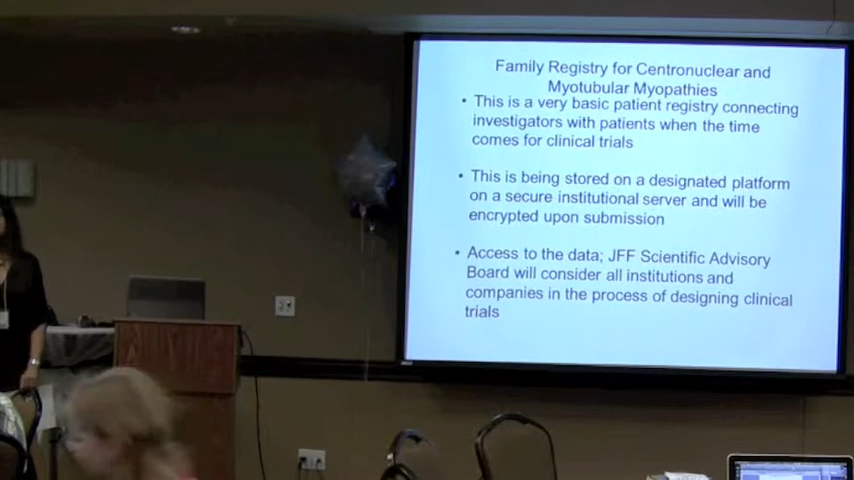 Family Registry for Centronuclear and
Myotubular Myopathies
• This is a very basic patient registry connecting
investigators with patients when the time
comes for clinical trials
• This is being stored on a designated platform
on a secure institutional server and will be
encrypted upon submission
• Access to the data; JFF Scientific Advisory
Board will consider all institutions and
companies in the process of designing clinical
trials